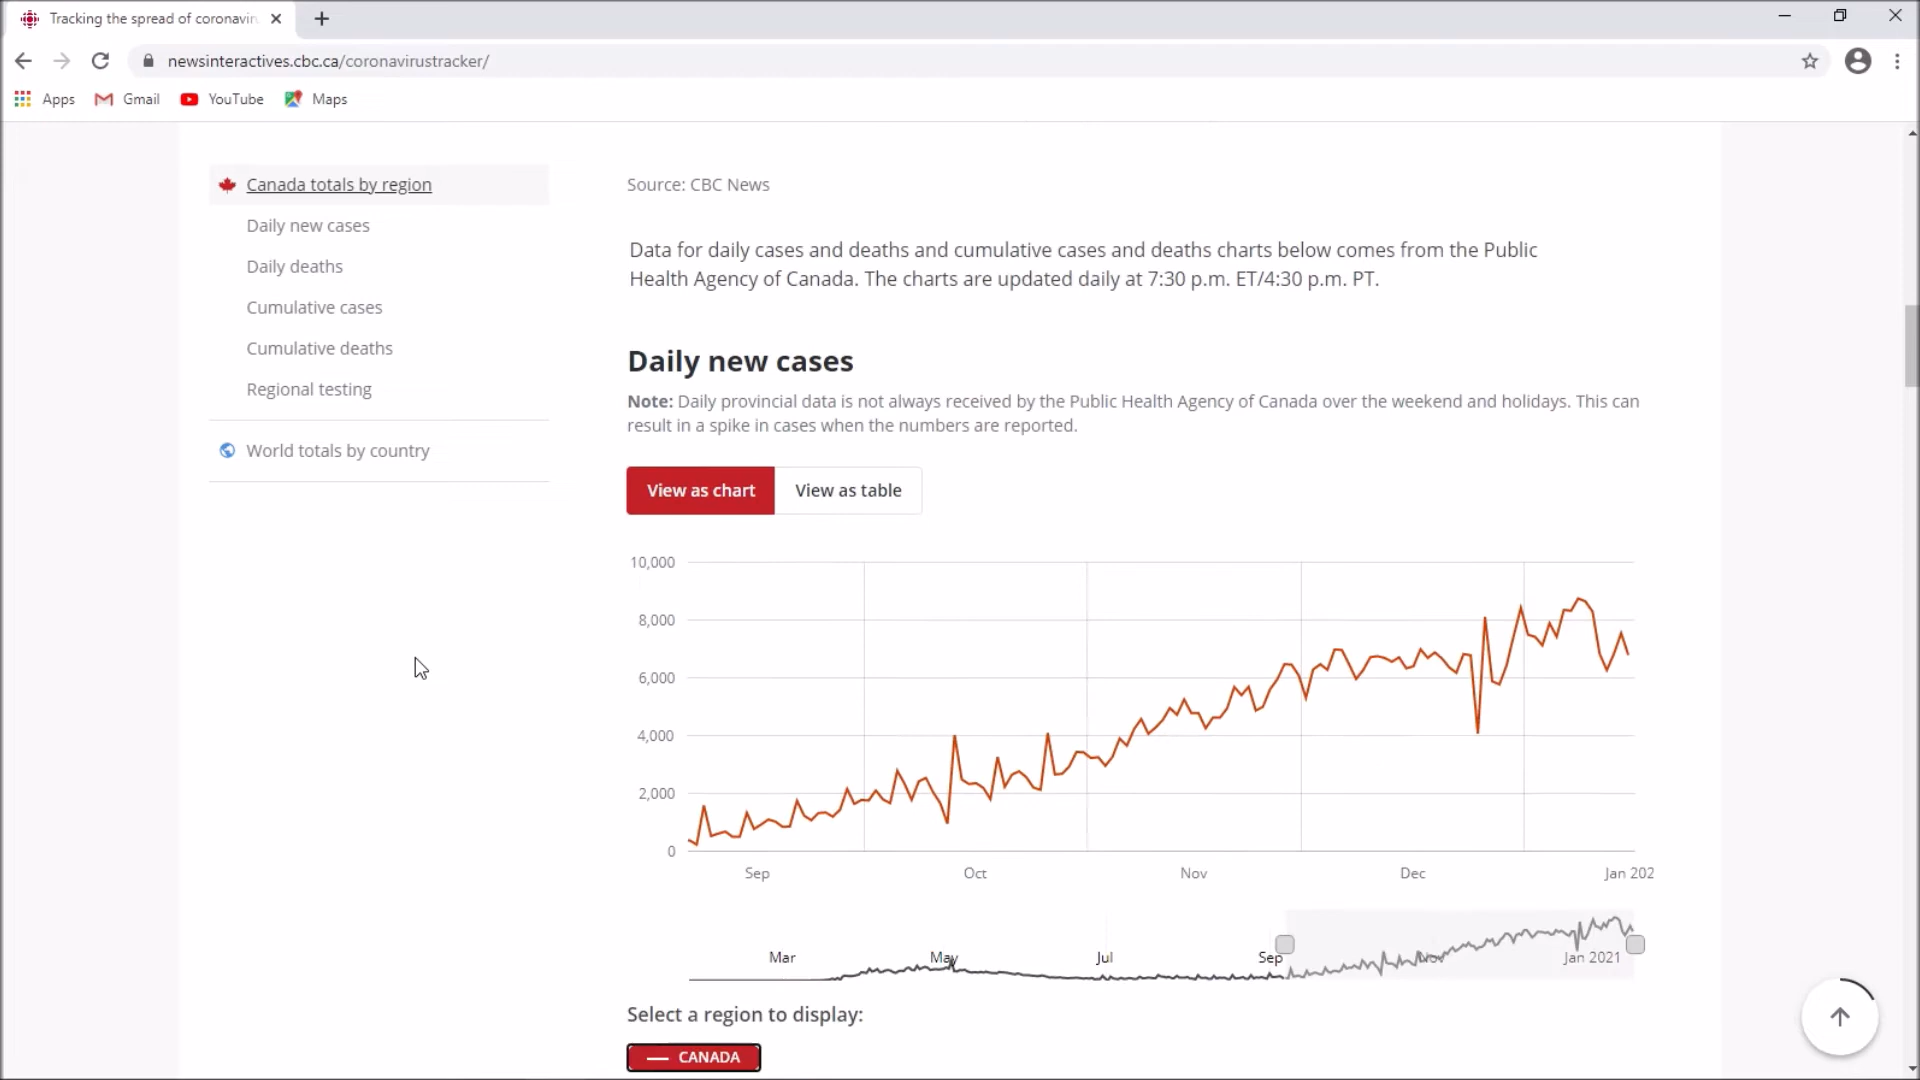 Tracking the spread of coronavir
newsinteractives.cbc.ca/coronavirustracker/
Apps
Gmail
YouTube
Maps
Canada totals by region
Daily new cases
Daily deaths
Cumulative cases
Cumulative deaths
Regional testing
World totals by country
Source: CBC News
Data for daily cases and deaths and cumulative cases and deaths charts below comes from the Public
Health Agency of Canada. The charts are updated daily at 7:30 p.m. ET/4:30 p.m. PT.
Daily new cases
Note: Daily provincial data is not always received by the Public Health Agency of Canada over the weekend and holidays. This can
result in a spike in cases when the numbers are reported.
View as chart
View as table
10,000
8,000
6,000
4,000
2,000
0
Sep Oct Nov Dec Jan 202
Mar May Jul Sep Nov Jan 2021
Select a region to display:
CANADA